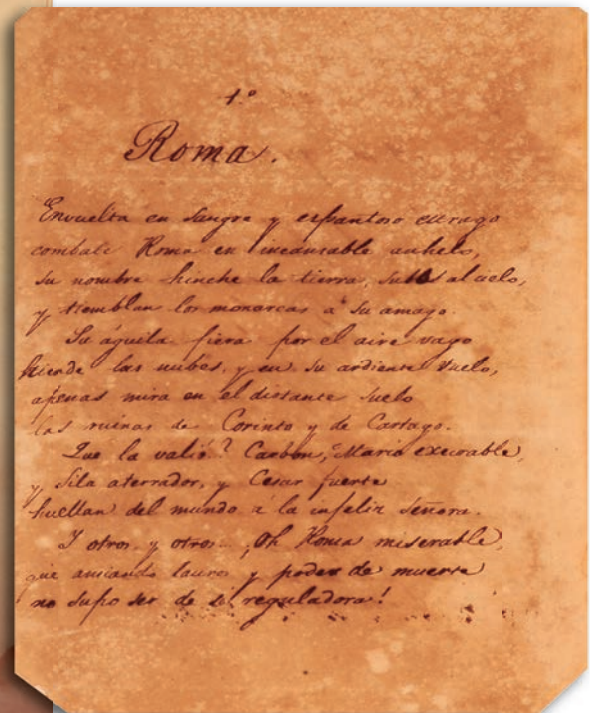 1.º
Roma.
Envuelta en sangre y espantoso estrago
combate Roma en incansable anhelo,
su nombre hinche la tierra, sube al cielo,
y tiemblan los monarcas á su amago.
Su águila fiera por el aire vago
hiende las nubes, y en su ardiente vuelo,
apenas mira en el distante suelo
las ruinas de Corinto y de Cartago.
Qué la valió? Carbon, Mario execrable,
y Sila aterrador, y Cesar fuerte
huellan del mundo á la infeliz señora.
Y otros y otros... ¡Oh Roma miserable,
que ansiando lauros y poder de muerte
no supo ser de sí reguladora!